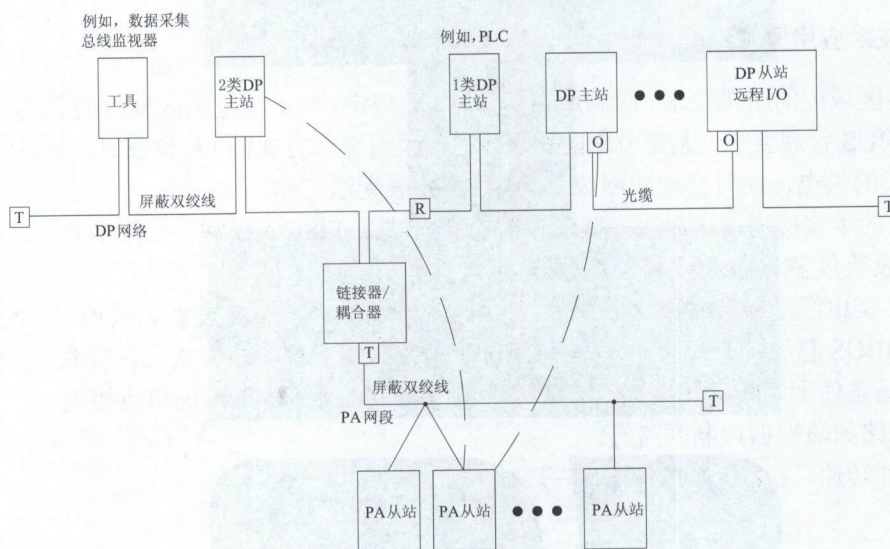 例如，数据采集
总线监视器
例如，PLC
工具
2类DP
主站
1类DP
主站
DP主站
DP从站
远程I/O
O
O
T
屏蔽双绞线
R
光缆
T
DP网络
链接器/
耦合器
T
屏蔽双绞线
T
PA网段
PA从站
PA从站
PA从站